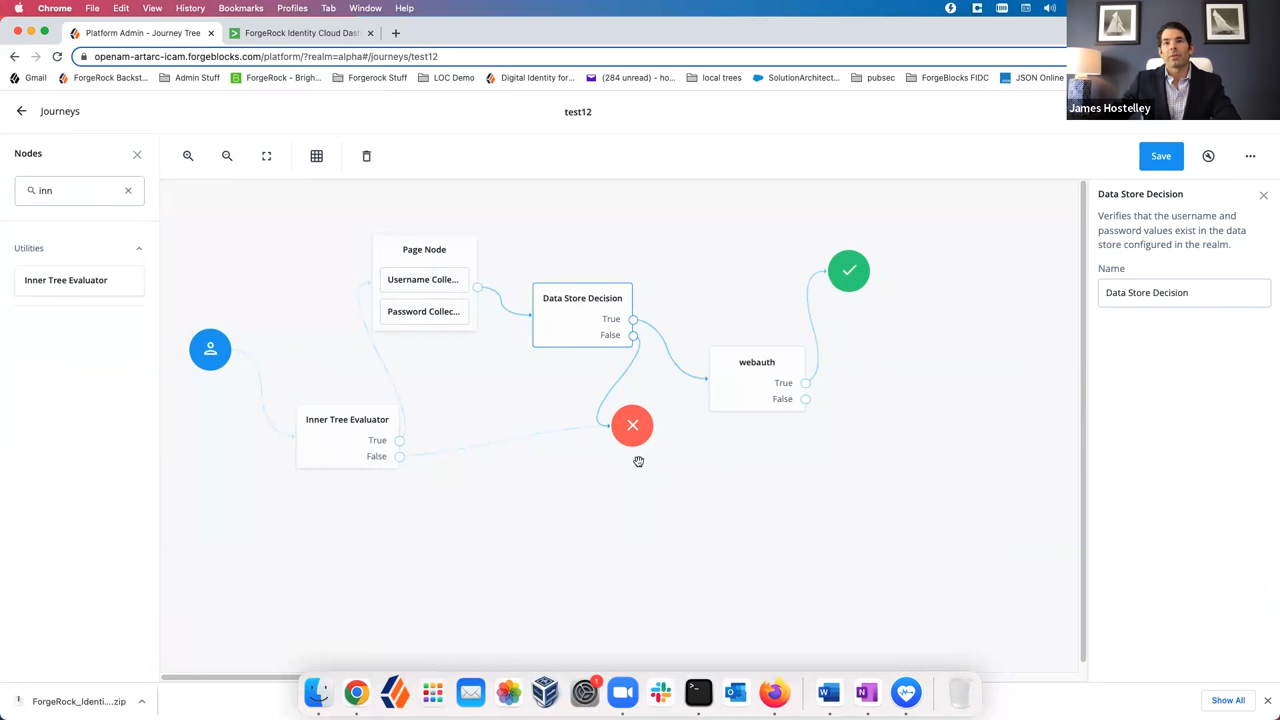 Chrome File Edit View History Bookmarks Profiles Tab Window Help
Platform Admin - Journey Tree
ForgeRock Identity Cloud Das
openam-artarc-icam.forgeblocks.com/platform/?realm=alpha#/journeys/test12
Gmail ForgeRock Backst... Admin Stuff ForgeRock - Brigh... Forgerock Stuff LOC Demo Digital Identity for... (284 unread) - ho... local trees SolutionArchitect... pubsec ForgeBlocks FIDC JSON Online
James Hostelley
Journeys
test12
Nodes
inn
Save
Utilities
Inner Tree Evaluator
Page Node
Username Colle...
Password Collec...
Data Store Decision
True
False
webauth
True
False
Inner Tree Evaluator
True
False
Data Store Decision
Verifies that the username and
password values exist in the data
store configured in the realm.
Name
Data Store Decision
ForgeRock_Identi....zip
1
Show All